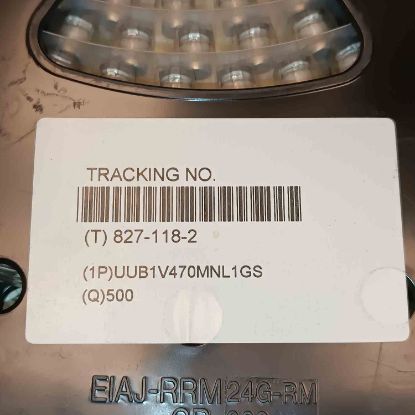 TRACKING NO.
(T) 827-118-2
(1P)UUB1V470MNL1GS
(Q)500
EIAJ-RRM24G-RM